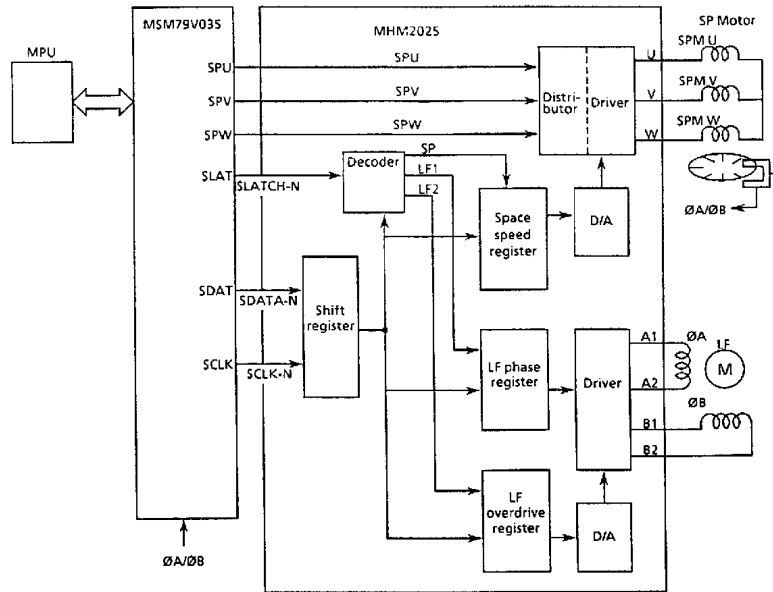 MSM79V035
MHM2025
SP Motor
MPU
SPU
SPU
U
SPM U
SPV
SPV
Distri-
butor
Driver
V
SPM V
SPW
SPW
W
SPM W
SLAT
SLATCH-N
Decoder
SP
LF1
LF2
Space
speed
register
D/A
ØA/ØB
SDAT
SDATA-N
Shift
register
SCLK
SCLK-N
LF phase
register
Driver
A1
ØA
LF
M
A2
ØB
B1
B2
LF
overdrive
register
D/A
ØA/ØB